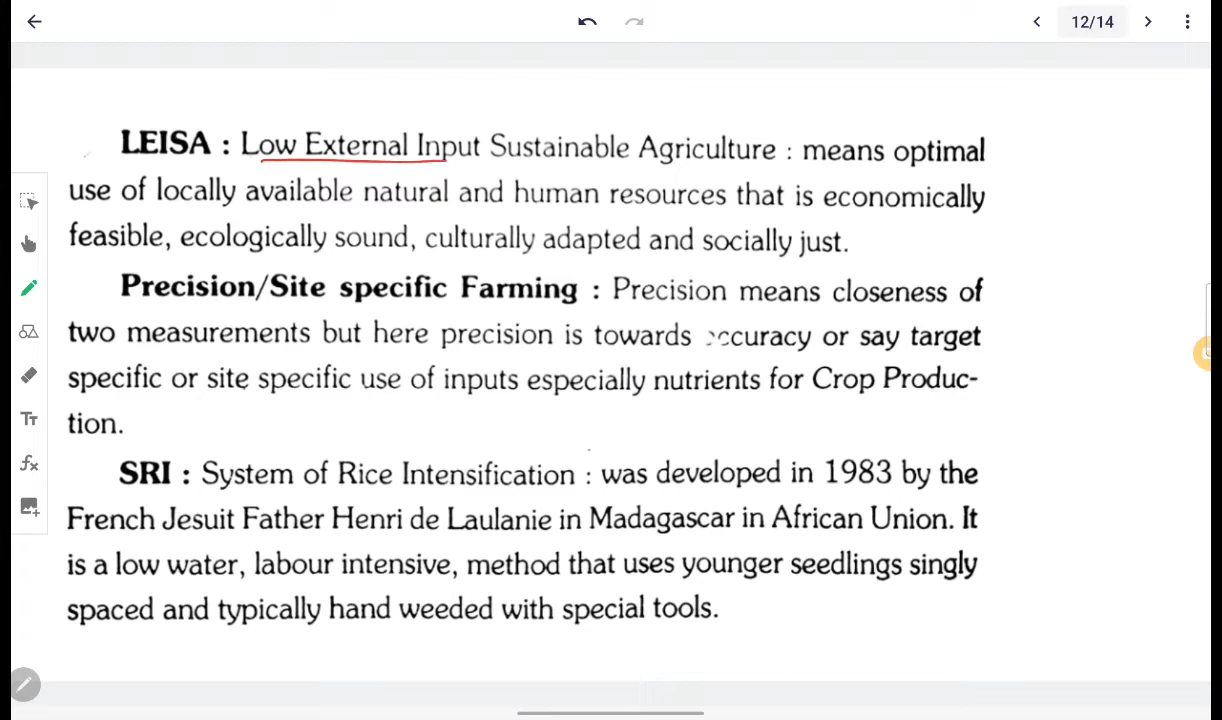 12/14
LEISA : Low External Input Sustainable Agriculture : means optimal
use of locally available natural and human resources that is economically
feasible, ecologically sound, culturally adapted and socially just.
Precision/Site specific Farming : Precision means closeness of
two measurements but here precision is towards accuracy or say target
specific or site specific use of inputs especially nutrients for Crop Produc-
tion.
SRI : System of Rice Intensification : was developed in 1983 by the
French Jesuit Father Henri de Laulanie in Madagascar in African Union. It
is a low water, labour intensive, method that uses younger seedlings singly
spaced and typically hand weeded with special tools.
TT
fx